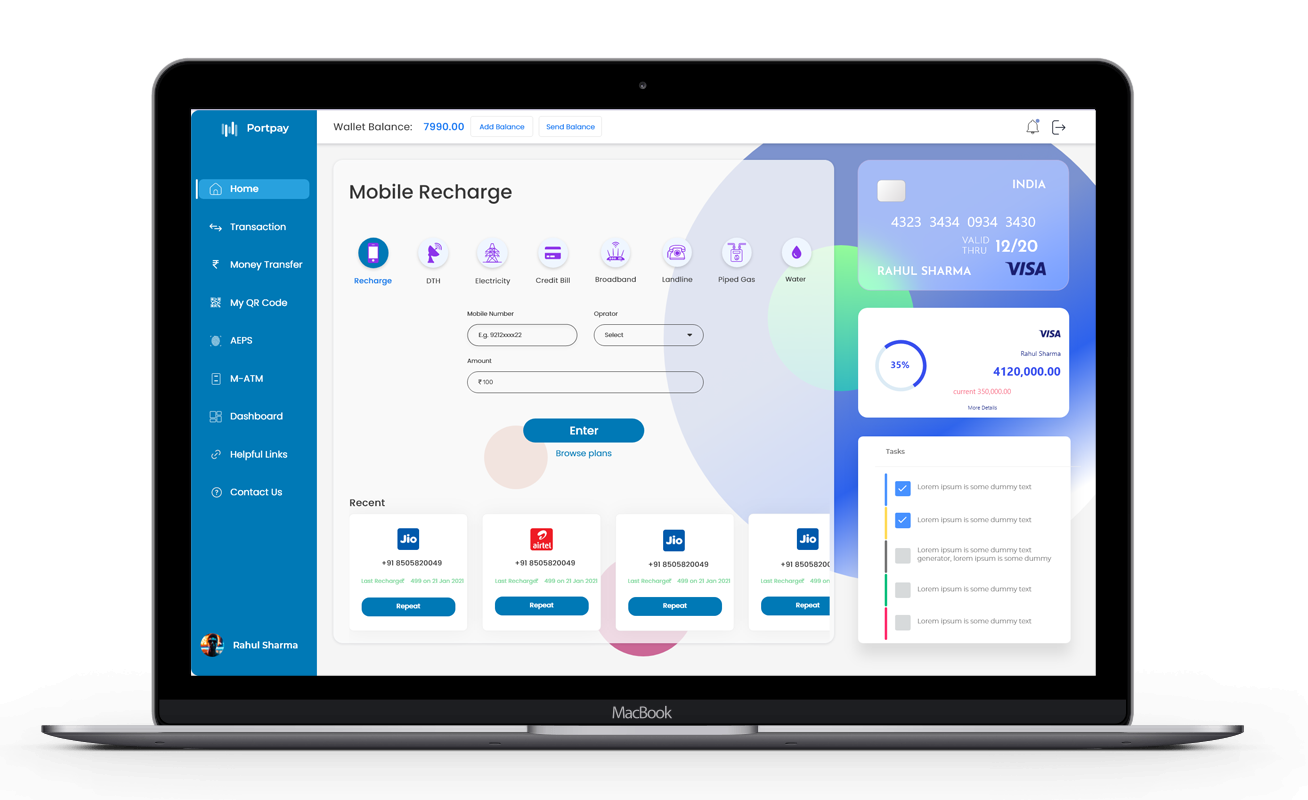 Portpay
Home
Transaction
₹ Money Transfer
My QR Code
AEPS
M-ATM
Dashboard
Helpful Links
Contact Us
Rahul Sharma
Wallet Balance: 7990.00 Add Balance Send Balance
Mobile Recharge
Recharge DTH Electricity Credit Bill Broadband Landline Piped Gas Water
Mobile Number Oprator
E.g. 9212xxxx22 Select
Amount
₹ 100
Enter
Browse plans
Recent
Jio
+91 8505820049
Last Recharge₹ 499 on 21 Jan 2021
Repeat
airtel
+91 8505820049
Last Recharge₹ 499 on 21 Jan 2021
Repeat
Jio
+91 8505820049
Last Recharge₹ 499 on 21 Jan 2021
Repeat
Jio
+91 85058200
Last Recharge₹ 499 on
Repeat
INDIA
4323 3434 0934 3430
VALID
THRU 12/20
RAHUL SHARMA VISA
VISA
Rahul Sharma
35%
4120,000.00
current 350,000.00
More Details
Tasks
Lorem ipsum is some dummy text
Lorem ipsum is some dummy text
Lorem ipsum is some dummy text
generator, lorem ipsum is some dummy
Lorem ipsum is some dummy text
Lorem ipsum is some dummy text
MacBook